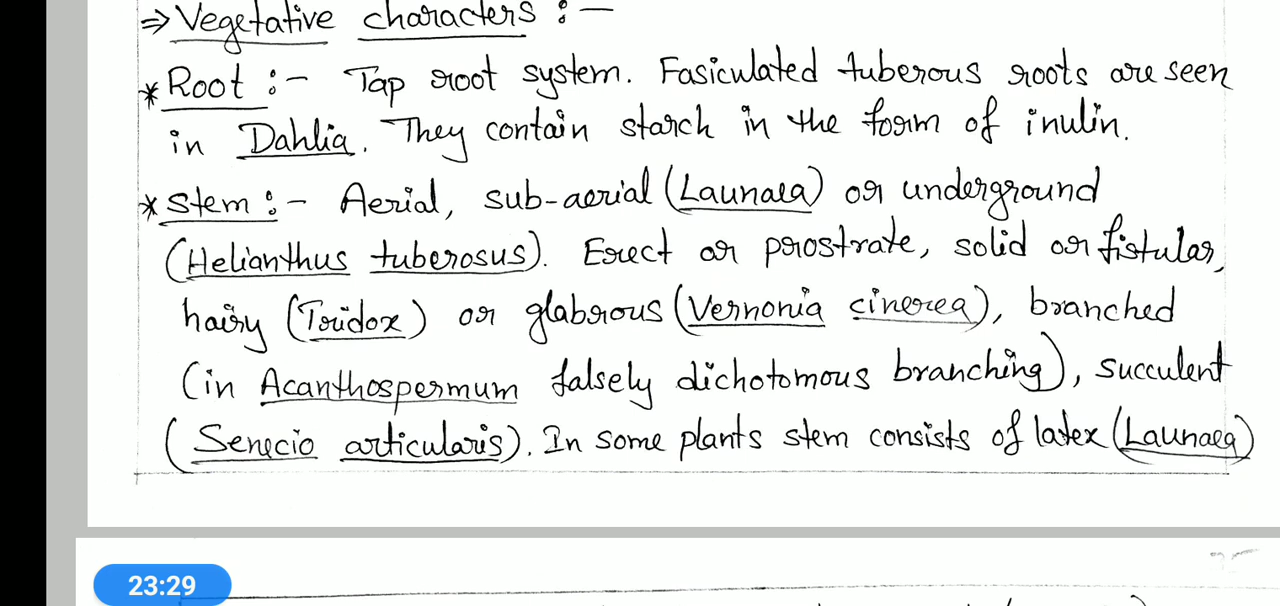 ⇒ Vegetative characters :-
* Root :- Tap root system. Fasiculated tuberous roots are seen
in Dahlia. They contain starch in the form of inulin.
* Stem :- Aerial, sub-aerial (Launaea) or underground
(Helianthus tuberosus). Erect or prostrate, solid or fistular,
hairy (Tridox) or glabrous (Vernonia cinerea), branched
(in Acanthospermum falsely dichotomous branching), succulent
(Senecio articularis). In some plants stem consists of latex (Launaea)
23:29